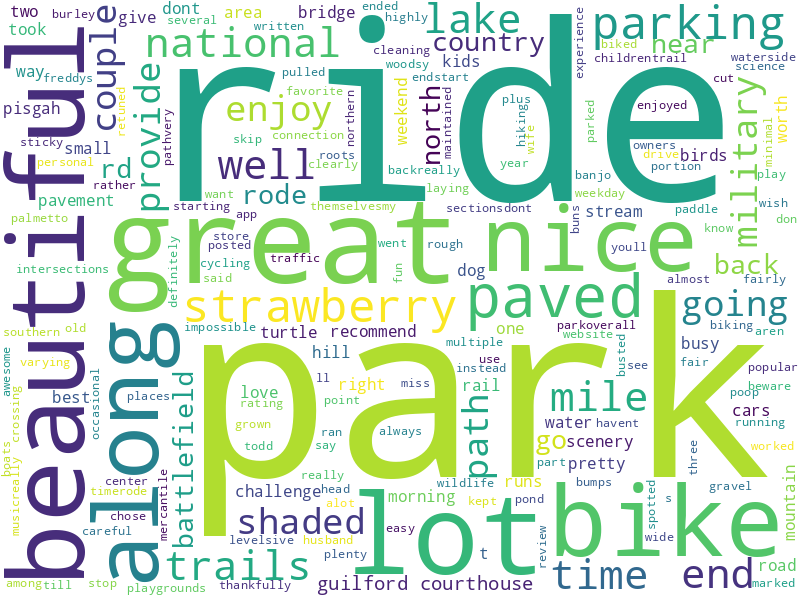 two
burley
dont
several
written
ended
highly
took
give
area
bridge
couple
national
lake
cleaning
woodsy
country
parking
biked
near
waterside
science
childrentrail
experience
way
freddys
pulled
endstart
kids
ride
beautiful
retuned
provide
pathvery
enjoy
favorite
weekend
northern
north
maintained
plus
hiking
wife
parked
enjoyed
cut
military
minimal
worth
pisgah
sticky
small
personal
rd
rather
pavement
palmetto
skip
connection
roots
clearly
well
rode
backreally
laying
year
owners
drive
birds
portion
banjo
weekday
play
wish
don
want
themselvesmy
sectionsdont
buns
stream
paddle
know
starting
app
store
posted
cycling
traffic
said
great
went
fun
rough
nice
youll
back
almost
fairly
intersections
definitely
dog
along
strawberry
paved
going
southern
old
varying
crossing
impossible
turtle
recommend
one
parkoverall
website
biking
aren
multiple
busy
awesome
hill
use
instead
busted
see
fair
popular
park
best
places
occasional
battlefield
love
rating
grown
todd
ll
point
ran
say
right
miss
always
rail
path
mile
water
havent
poop
beware
cars
running
go
scenery
worked
boats
musicreally
center
timerode
chose
careful
mercantile
really
wildlife
part
pretty
three
mountain
challenge
head
alot
morning
runs
kept
pond
bumps
gravel
spotted
s
wide
shaded
levelsive
husband
plenty
easy
lot
t
review
bike
road
marked
trails
among
till
stop
playgrounds
thankfully
guilford
courthouse
time
end